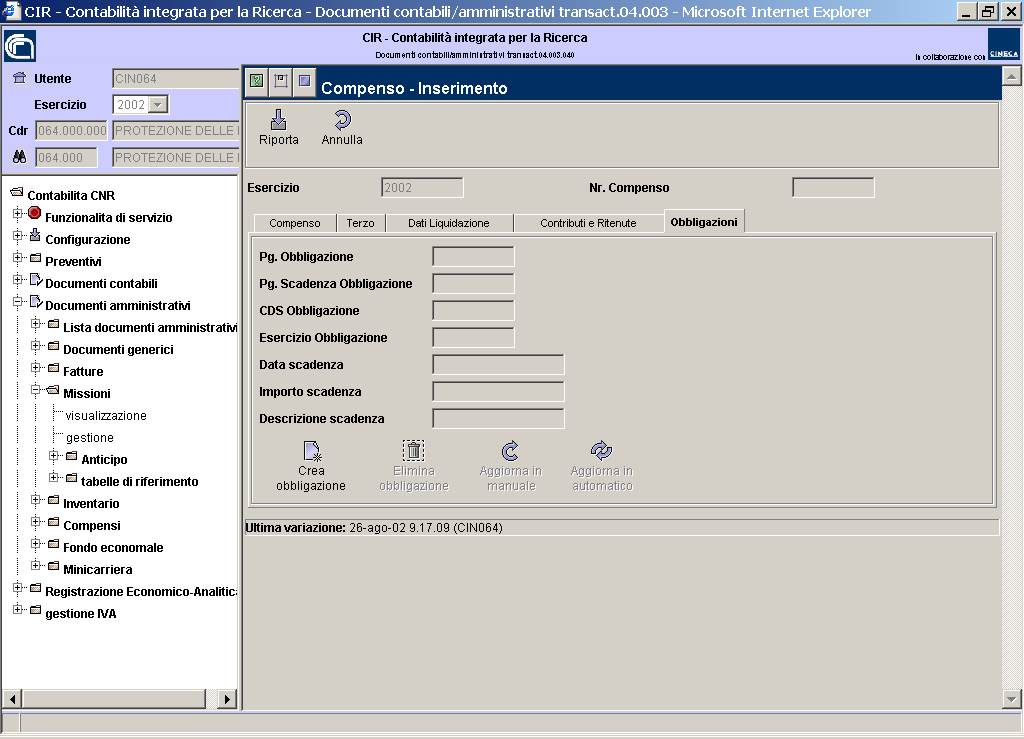 CIR - Contabilità integrata per la Ricerca - Documenti contabili/amministrativi transact.04.003 - Microsoft Internet Explorer
CIR - Contabilità integrata per la Ricerca
Documenti contabili/amministrativi transact.04.003.040
In collaborazione con CINECA
Utente CIN064
Esercizio 2002
Cdr 064.000.000 PROTEZIONE DELLE
064.000 PROTEZIONE DELLE
Contabilita CNR
Funzionalita di servizio
Configurazione
Preventivi
Documenti contabili
Documenti amministrativi
Lista documenti amministrativi
Documenti generici
Fatture
Missioni
visualizzazione
gestione
Anticipo
tabelle di riferimento
Inventario
Compensi
Fondo economale
Minicarriera
Registrazione Economico-Analitica
gestione IVA
Compenso - Inserimento
Riporta Annulla
Esercizio 2002 Nr. Compenso
Compenso Terzo Dati Liquidazione Contributi e Ritenute Obbligazioni
Pg. Obbligazione
Pg. Scadenza Obbligazione
CDS Obbligazione
Esercizio Obbligazione
Data scadenza
Importo scadenza
Descrizione scadenza
Crea Elimina Aggiorna in Aggiorna in
obbligazione obbligazione manuale automatico
Ultima variazione: 26-ago-02 9.17.09 (CIN064)